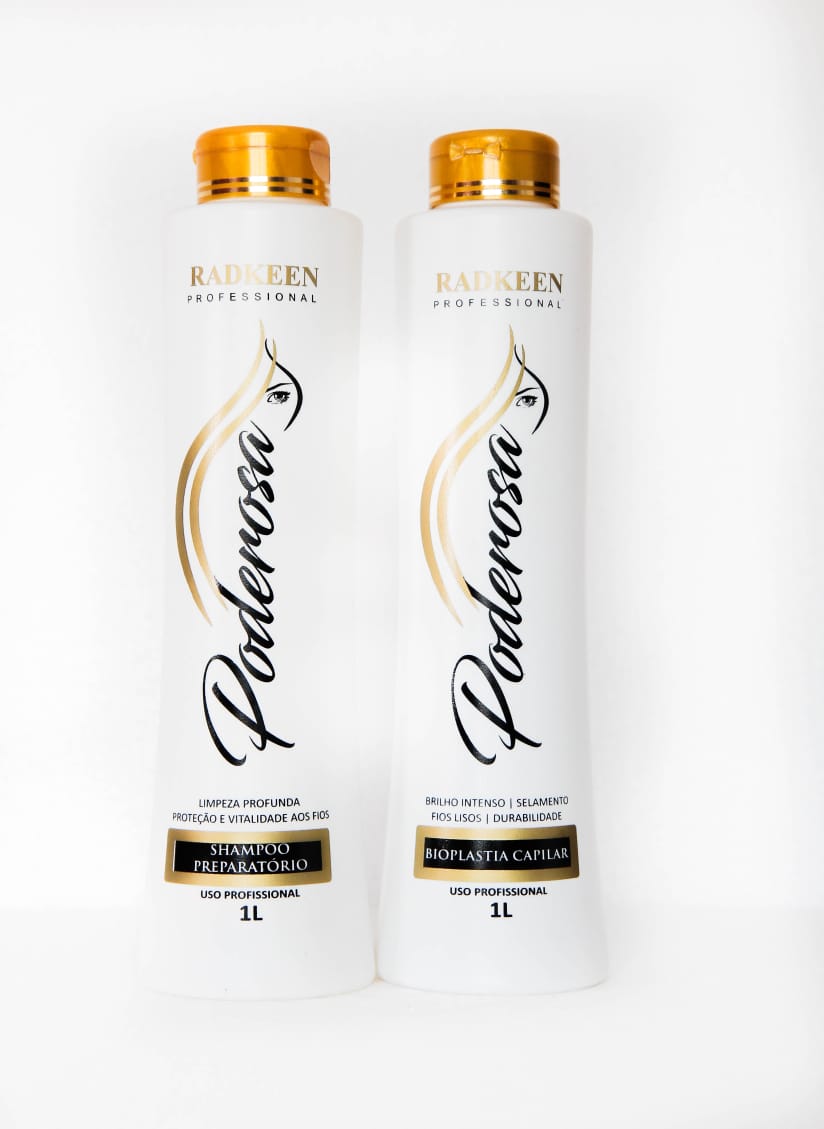 RADKEEN
PROFESSIONAL
Poderosa
LIMPEZA PROFUNDA
PROTEÇÃO E VITALIDADE AOS FIOS
SHAMPOO
PREPARATÓRIO
USO PROFISSIONAL
1L
RADKEEN
PROFESSIONAL
Poderosa
BRILHO INTENSO | SELAMENTO
FIOS LISOS | DURABILIDADE
BIOPLASTIA CAPILAR
USO PROFISSIONAL
1L